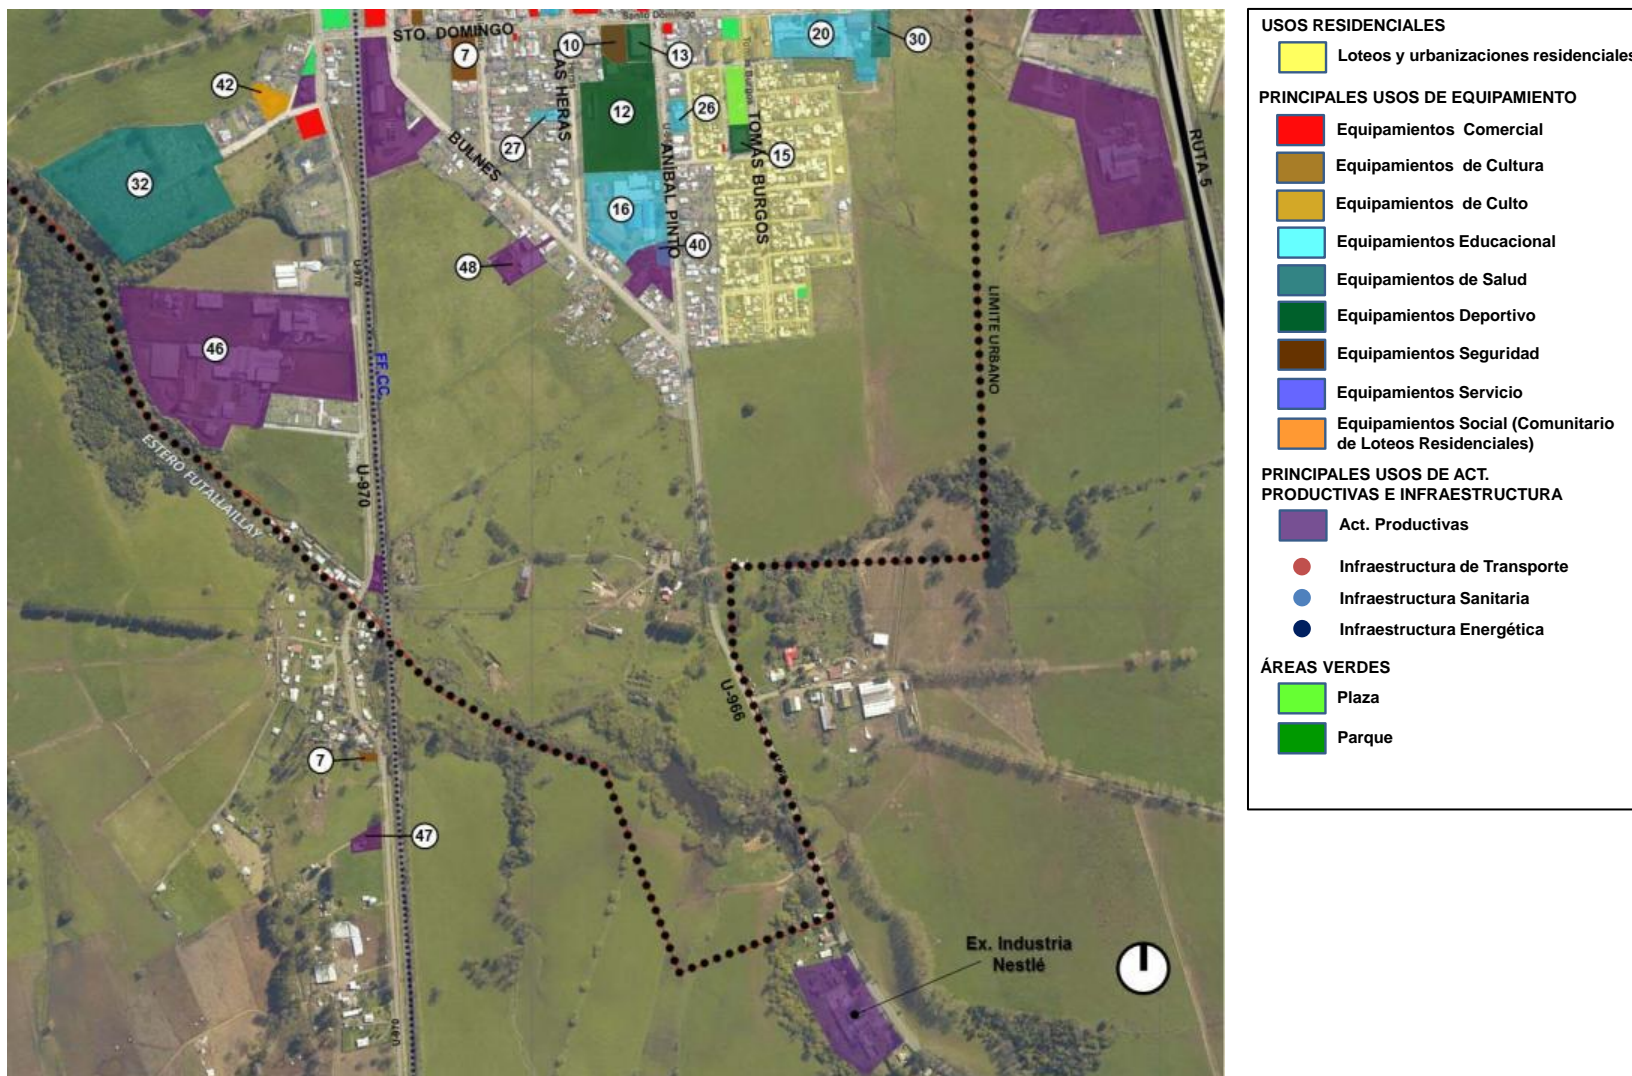 Santo Domingo
STO. DOMINGO
7
10
13
20
30
42
LAS HERAS
12
26
27
BULNES
15
TOMAS BURGOS
ANIBAL PINTO
RUTA 5
32
16
40
48
U-970
LIMITE URBANO
46
FF.CC.
ESTERO FUTALLAILLAY
U-970
U-966
7
47
Ex. Industria
Nestlé
U-970
USOS RESIDENCIALES
Loteos y urbanizaciones residenciales
PRINCIPALES USOS DE EQUIPAMIENTO
Equipamientos Comercial
Equipamientos de Cultura
Equipamientos de Culto
Equipamientos Educacional
Equipamientos de Salud
Equipamientos Deportivo
Equipamientos Seguridad
Equipamientos Servicio
Equipamientos Social (Comunitario
de Loteos Residenciales)
PRINCIPALES USOS DE ACT.
PRODUCTIVAS E INFRAESTRUCTURA
Act. Productivas
Infraestructura de Transporte
Infraestructura Sanitaria
Infraestructura Energética
ÁREAS VERDES
Plaza
Parque